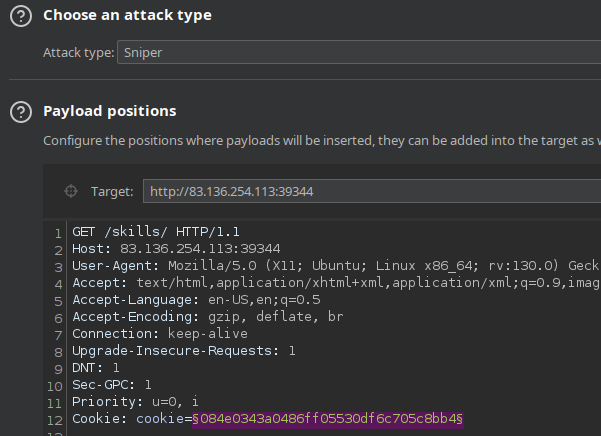 Choose an attack type
Attack type: Sniper
Payload positions
Configure the positions where payloads will be inserted, they can be added into the target as
Target: http://83.136.254.113:39344
1 GET /skills/ HTTP/1.1
2 Host: 83.136.254.113:39344
3 User-Agent: Mozilla/5.0 (X11; Ubuntu; Linux x86_64; rv:130.0) Geck
4 Accept: text/html,application/xhtml+xml,application/xml;q=0.9,imag
5 Accept-Language: en-US,en;q=0.5
6 Accept-Encoding: gzip, deflate, br
7 Connection: keep-alive
8 Upgrade-Insecure-Requests: 1
9 DNT: 1
10 Sec-GPC: 1
11 Priority: u=0, i
12 Cookie: cookie=§084e0343a0486ff05530df6c705c8bb4§